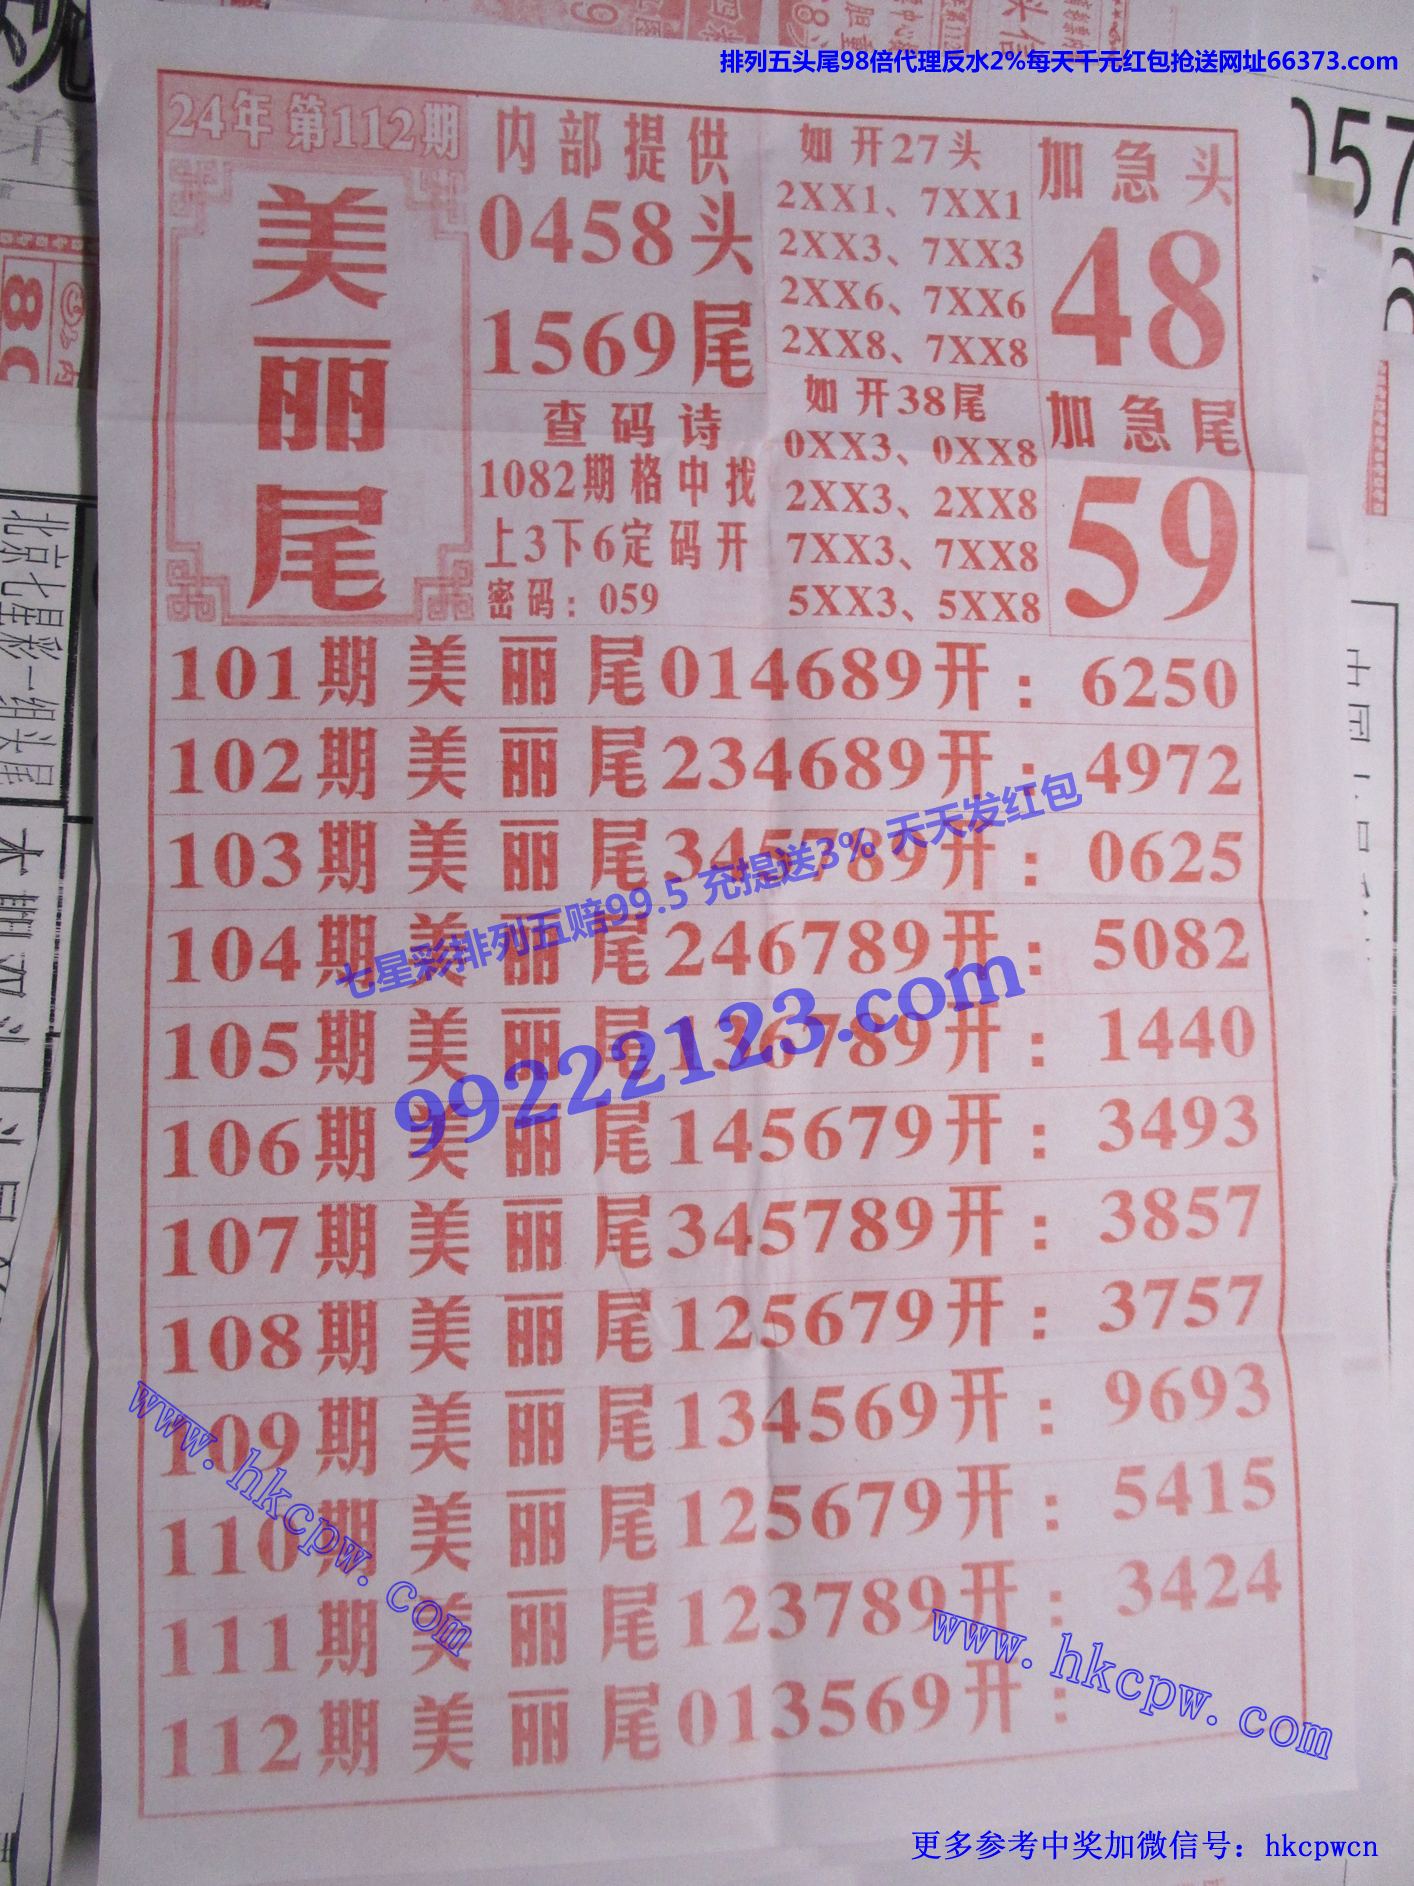 排列五头尾98倍代理反水2%每天千元红包抢送网址66373.com
24年 第112期
美丽尾
内部提供
0458头
1569尾
查码诗
1082期格中找
上3下6定码开
密码：059
如开27头
2XX1、7XX1
2XX3、7XX3
2XX6、7XX6
2XX8、7XX8
如开38尾
0XX3、0XX8
2XX3、2XX8
7XX3、7XX8
5XX3、5XX8
加急头
48
加急尾
59
101期美丽尾014689开：6250
102期美丽尾234689开：4972
103期美丽尾345789开：0625
104期美丽尾246789开：5082
105期美丽尾136789开：1440
106期美丽尾145679开：3493
107期美丽尾345789开：3857
108期美丽尾125679开：3757
109期美丽尾134569开：9693
110期美丽尾125679开：5415
111期美丽尾123789开：3424
112期美丽尾013569开：
七星彩排列五赔99.5 充提送3% 天天发红包
99222123.com
www.hkcpw.com
www.hkcpw.com
更多参考中奖加微信号：hkcpwcn
北京七星彩一组头尾